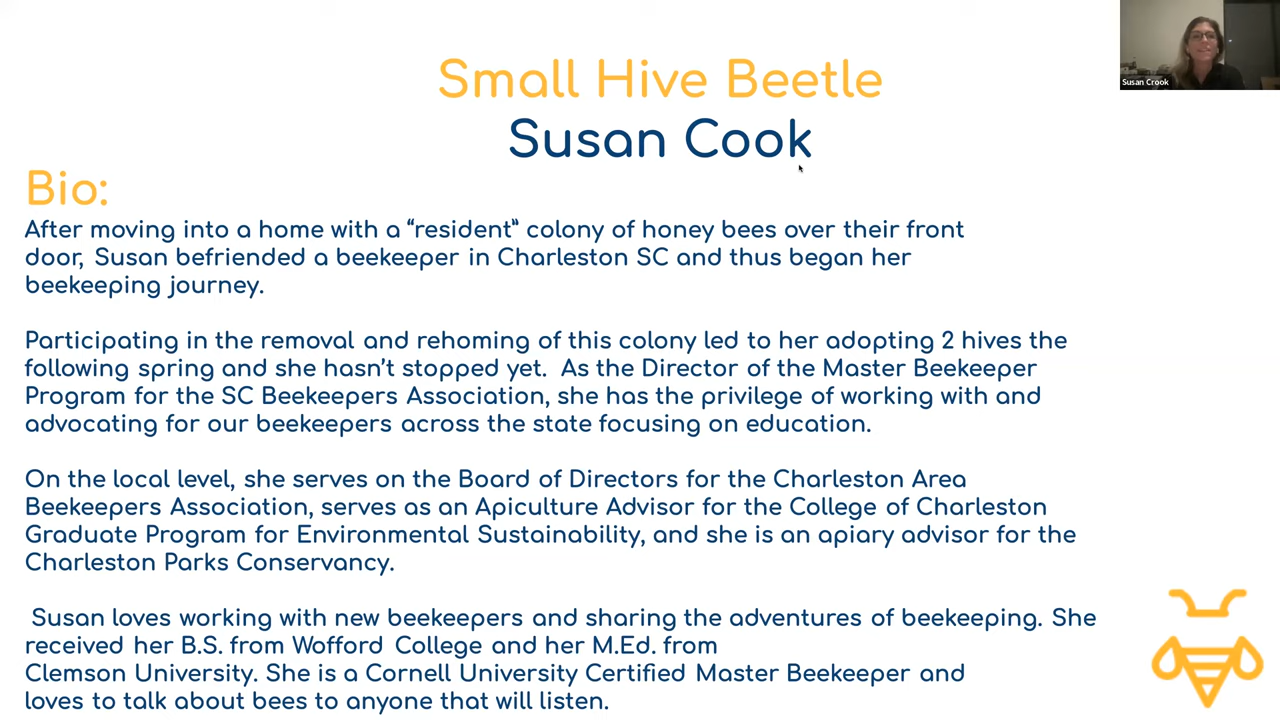 Small Hive Beetle
Susan Crook
Susan Cook
Bio:
After moving into a home with a “resident” colony of honey bees over their front
door, Susan befriended a beekeeper in Charleston SC and thus began her
beekeeping journey.
Participating in the removal and rehoming of this colony led to her adopting 2 hives the
following spring and she hasn’t stopped yet. As the Director of the Master Beekeeper
Program for the SC Beekeepers Association, she has the privilege of working with and
advocating for our beekeepers across the state focusing on education.
On the local level, she serves on the Board of Directors for the Charleston Area
Beekeepers Association, serves as an Apiculture Advisor for the College of Charleston
Graduate Program for Environmental Sustainability, and she is an apiary advisor for the
Charleston Parks Conservancy.
Susan loves working with new beekeepers and sharing the adventures of beekeeping. She
received her B.S. from Wofford College and her M.Ed. from
Clemson University. She is a Cornell University Certified Master Beekeeper and
loves to talk about bees to anyone that will listen.